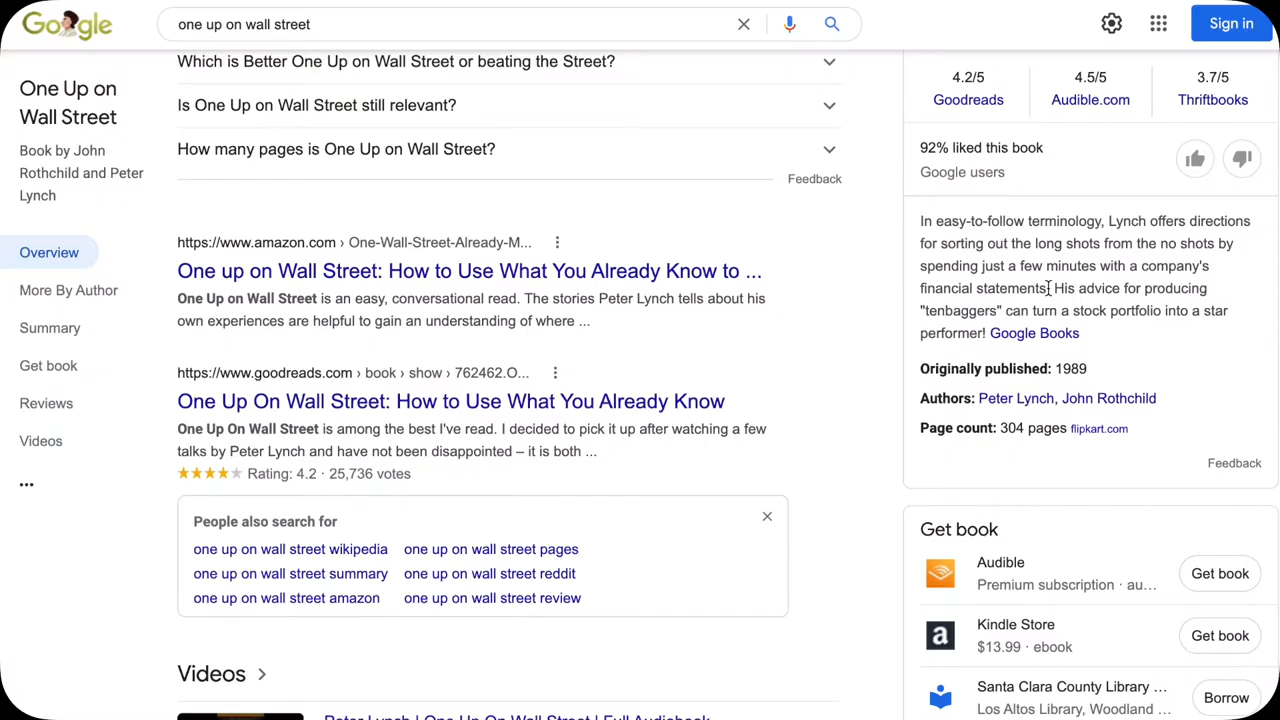 Google
one up on wall street
Sign in
One Up on
Wall Street
Book by John
Rothchild and Peter
Lynch
Overview
More By Author
Summary
Get book
Reviews
Videos
...
Which is Better One Up on Wall Street or beating the Street?
Is One Up on Wall Street still relevant?
How many pages is One Up on Wall Street?
Feedback
https://www.amazon.com › One-Wall-Street-Already-M...
One up on Wall Street: How to Use What You Already Know to ...
One Up on Wall Street is an easy, conversational read. The stories Peter Lynch tells about his
own experiences are helpful to gain an understanding of where ...
https://www.goodreads.com › book › show › 762462.O...
One Up On Wall Street: How to Use What You Already Know
One Up On Wall Street is among the best I've read. I decided to pick it up after watching a few
talks by Peter Lynch and have not been disappointed – it is both ...
Rating: 4.2 · 25,736 votes
People also search for
one up on wall street wikipedia one up on wall street pages
one up on wall street summary one up on wall street reddit
one up on wall street amazon one up on wall street review
Videos
Peter Lynch | One Up On Wall Street | Full Audiobook
4.2/5 4.5/5 3.7/5
Goodreads Audible.com Thriftbooks
92% liked this book
Google users
In easy-to-follow terminology, Lynch offers directions
for sorting out the long shots from the no shots by
spending just a few minutes with a company's
financial statements. His advice for producing
"tenbaggers" can turn a stock portfolio into a star
performer! Google Books
Originally published: 1989
Authors: Peter Lynch, John Rothchild
Page count: 304 pages flipkart.com
Feedback
Get book
Audible
Premium subscription · au...
Get book
Kindle Store
$13.99 · ebook
Get book
Santa Clara County Library ...
Los Altos Library, Woodland ...
Borrow